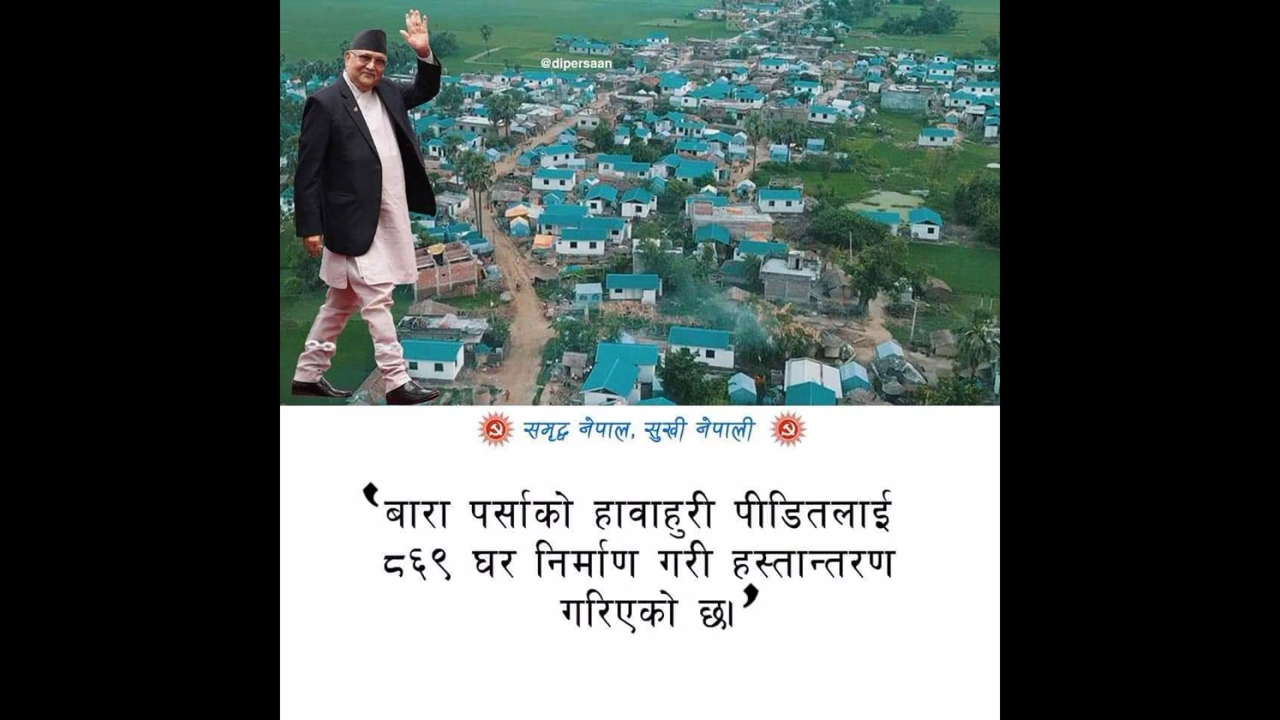 @dipersaan
समृद्ध नेपाल, सुखी नेपाली
‘बारा पर्साको हावाहुरी पीडितलाई
८६९ घर निर्माण गरी हस्तान्तरण
गरिएको छ।’